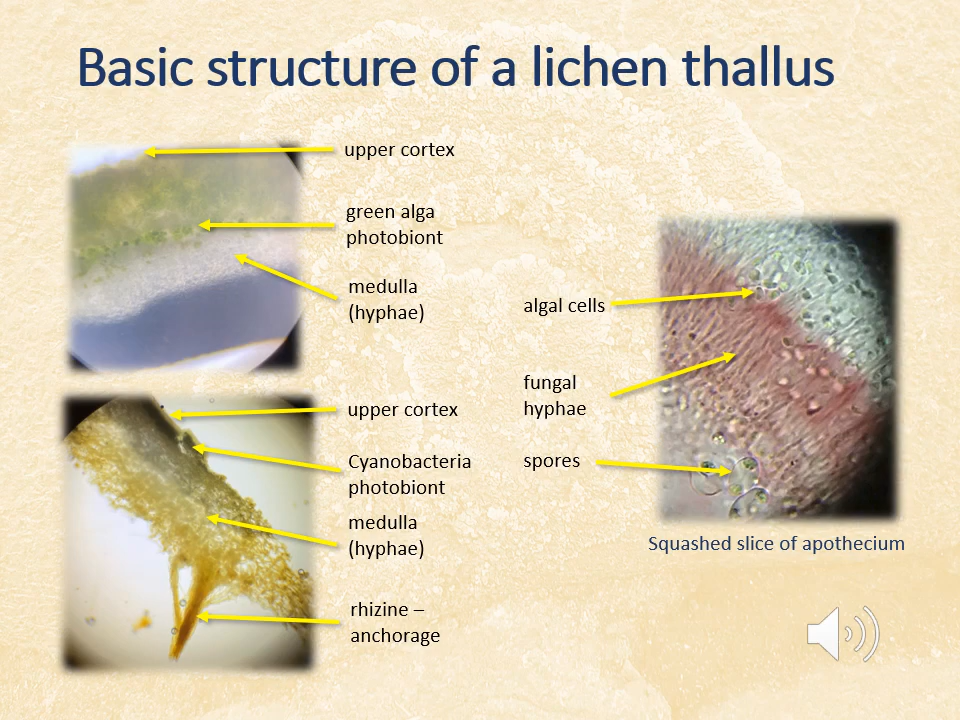 Basic structure of a lichen thallus
upper cortex
green alga
photobiont
medulla
(hyphae)
upper cortex
Cyanobacteria
photobiont
medulla
(hyphae)
rhizine –
anchorage
algal cells
fungal
hyphae
spores
Squashed slice of apothecium